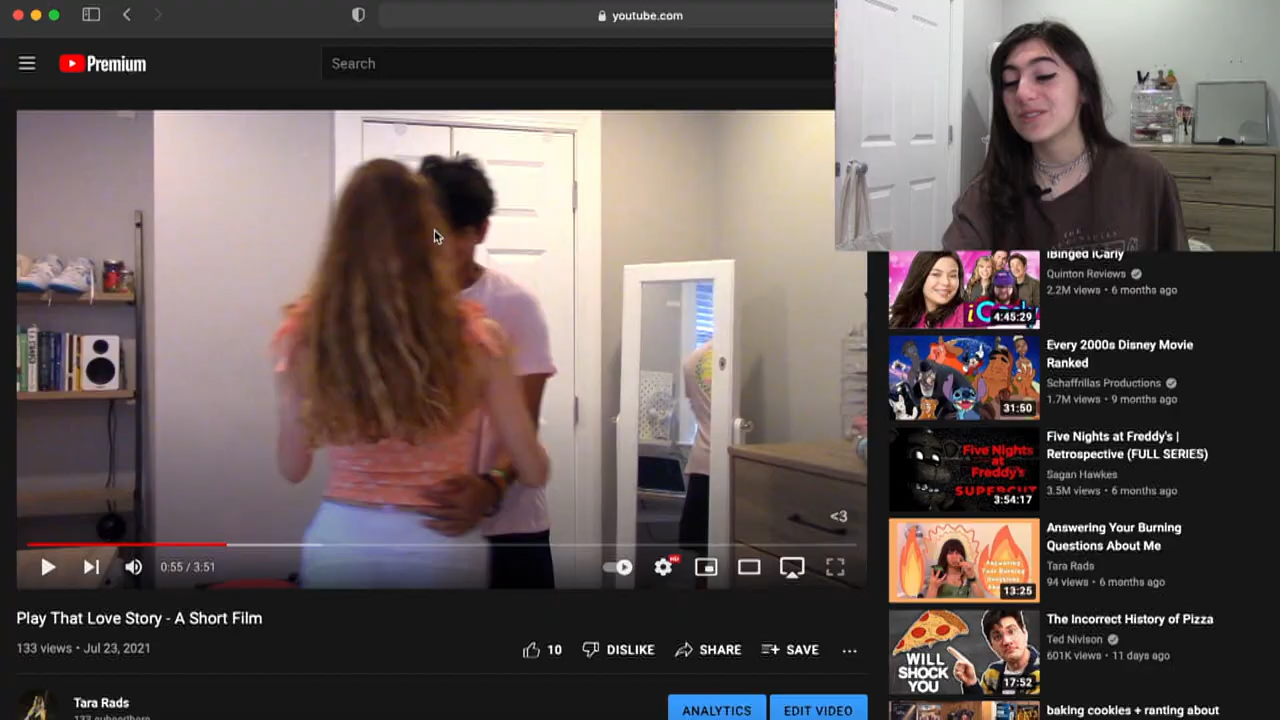 youtube.com
Premium
Search
<3
0:55 / 3:51
Play That Love Story - A Short Film
133 views • Jul 23, 2021
10
DISLIKE
SHARE
SAVE
Tara Rads
133 subscribers
ANALYTICS
EDIT VIDEO
iBinged iCarly
Quinton Reviews
2.2M views • 6 months ago
4:45:29
Every 2000s Disney Movie
Ranked
Schaffrillas Productions
1.7M views • 9 months ago
31:50
Five Nights at Freddy's |
Retrospective (FULL SERIES)
Sagan Hawkes
3.5M views • 6 months ago
Five Nights
at
Freddy's
SUPERCUT
3:54:17
Answering Your Burning
Questions About Me
Tara Rads
94 views • 6 months ago
13:25
The Incorrect History of Pizza
Ted Nivison
601K views • 11 days ago
WILL
SHOCK
YOU
17:52
baking cookies + ranting about